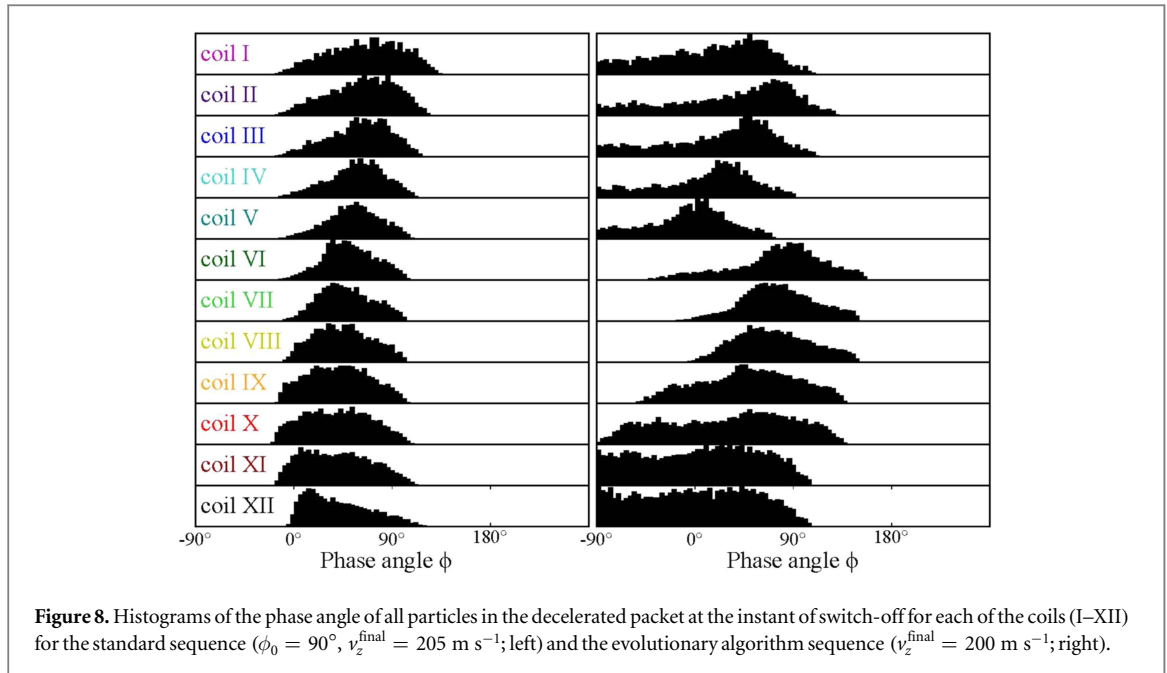 coil I
coil II
coil III
coil IV
coil V
coil VI
coil VII
coil VIII
coil IX
coil X
coil XI
coil XII
-90° 0° 90° 180° -90° 0° 90° 180°
Phase angle ϕ Phase angle ϕ
Figure 8. Histograms of the phase angle of all particles in the decelerated packet at the instant of switch-off for each of the coils (I–XII)
for the standard sequence (ϕ₀ = 90°, v_z^final = 205 m s⁻¹; left) and the evolutionary algorithm sequence (v_z^final = 200 m s⁻¹; right).